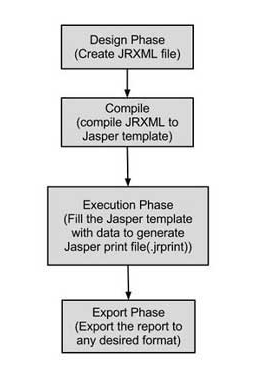 Design Phase
(Create JRXML file)
Compile
(compile JRXML to
Jasper template)
Execution Phase
(Fill the Jasper template
with data to generate
Jasper print file(.jrprint))
Export Phase
(Export the report to
any desired format)